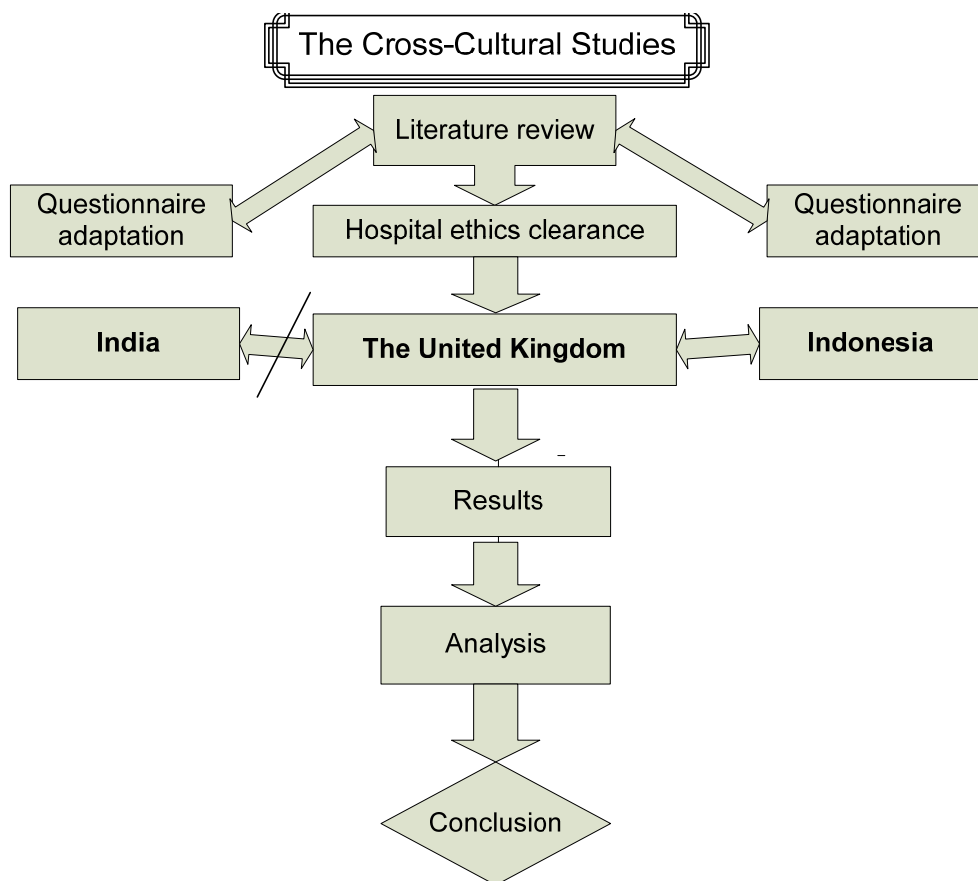 The Cross-Cultural Studies
Literature review
Questionnaire
adaptation
Hospital ethics clearance
Questionnaire
adaptation
India
The United Kingdom
Indonesia
Results
Analysis
Conclusion